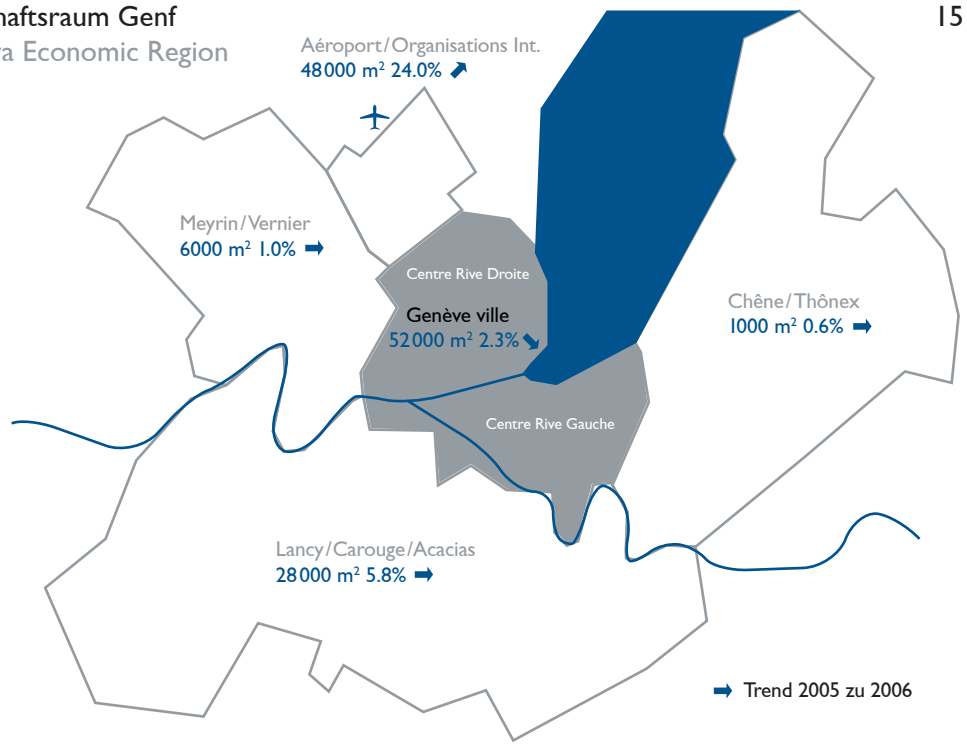 haftsraum Genf
15
a Economic Region
Aéroport/Organisations Int.
48000 m² 24.0%
Meyrin/Vernier
6000 m² 1.0%
Centre Rive Droite
Genève ville
52000 m² 2.3%
Chêne/Thônex
1000 m² 0.6%
Centre Rive Gauche
Lancy/Carouge/Acacias
28000 m² 5.8%
Trend 2005 zu 2006